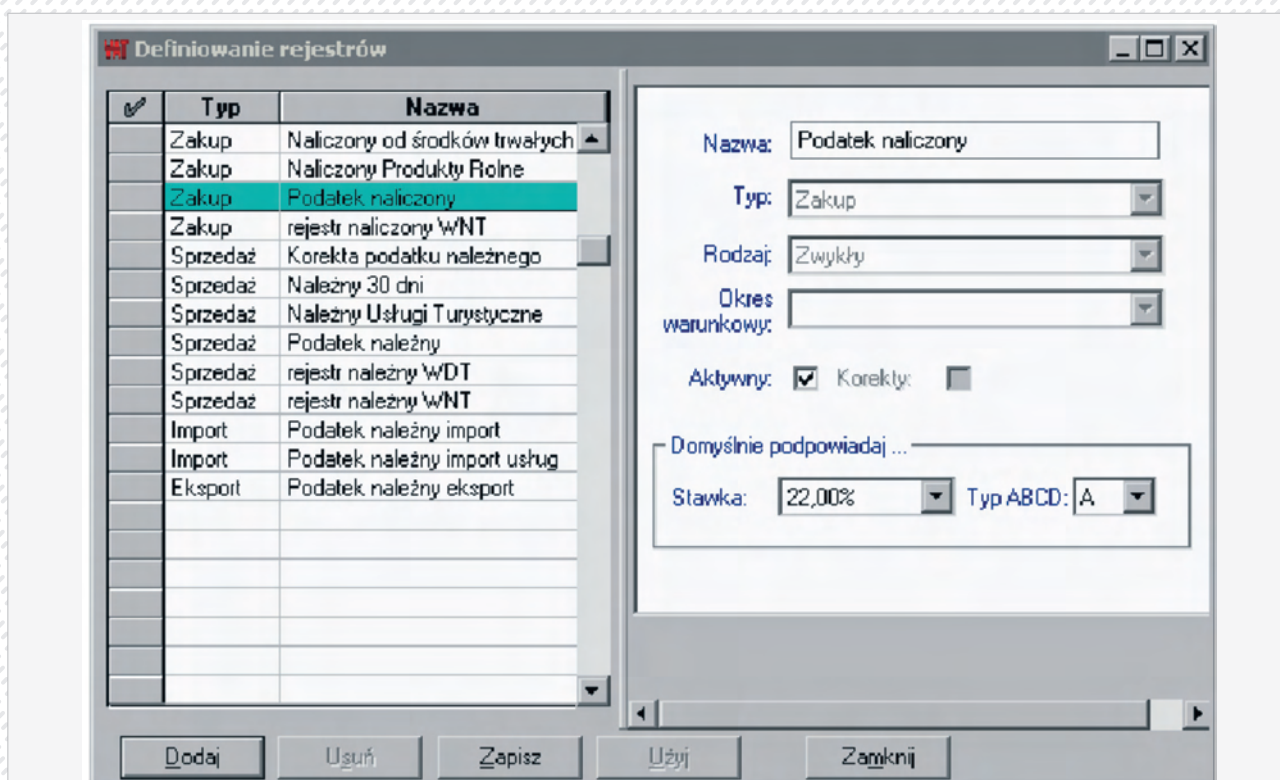 Definiowanie rejestrów
Typ Nazwa
Zakup Naliczony od środków trwałych
Zakup Naliczony Produkty Rolne
Zakup Podatek naliczony
Zakup rejestr naliczony WNT
Sprzedaż Korekta podatku należnego
Sprzedaż Należny 30 dni
Sprzedaż Należny Usługi Turystyczne
Sprzedaż Podatek należny
Sprzedaż rejestr należny WDT
Sprzedaż rejestr należny WNT
Import Podatek należny import
Import Podatek należny import usług
Eksport Podatek należny eksport
Nazwa: Podatek naliczony
Typ: Zakup
Rodzaj: Zwykły
Okres
warunkowy:
Aktywny: Korekty:
Domyślnie podpowiadaj ...
Stawka: 22,00% Typ ABCD: A
Dodaj Usuń Zapisz Użyj Zamknij